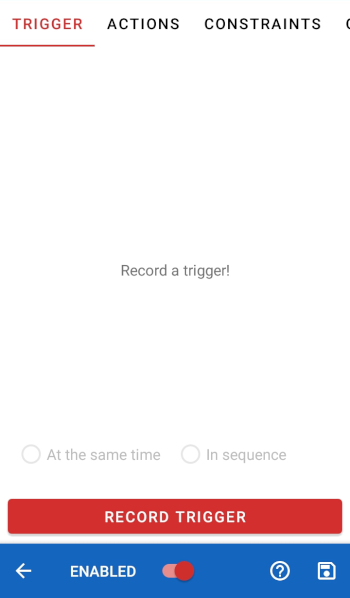 TRIGGER ACTIONS CONSTRAINTS
Record a trigger!
At the same time In sequence
RECORD TRIGGER
ENABLED